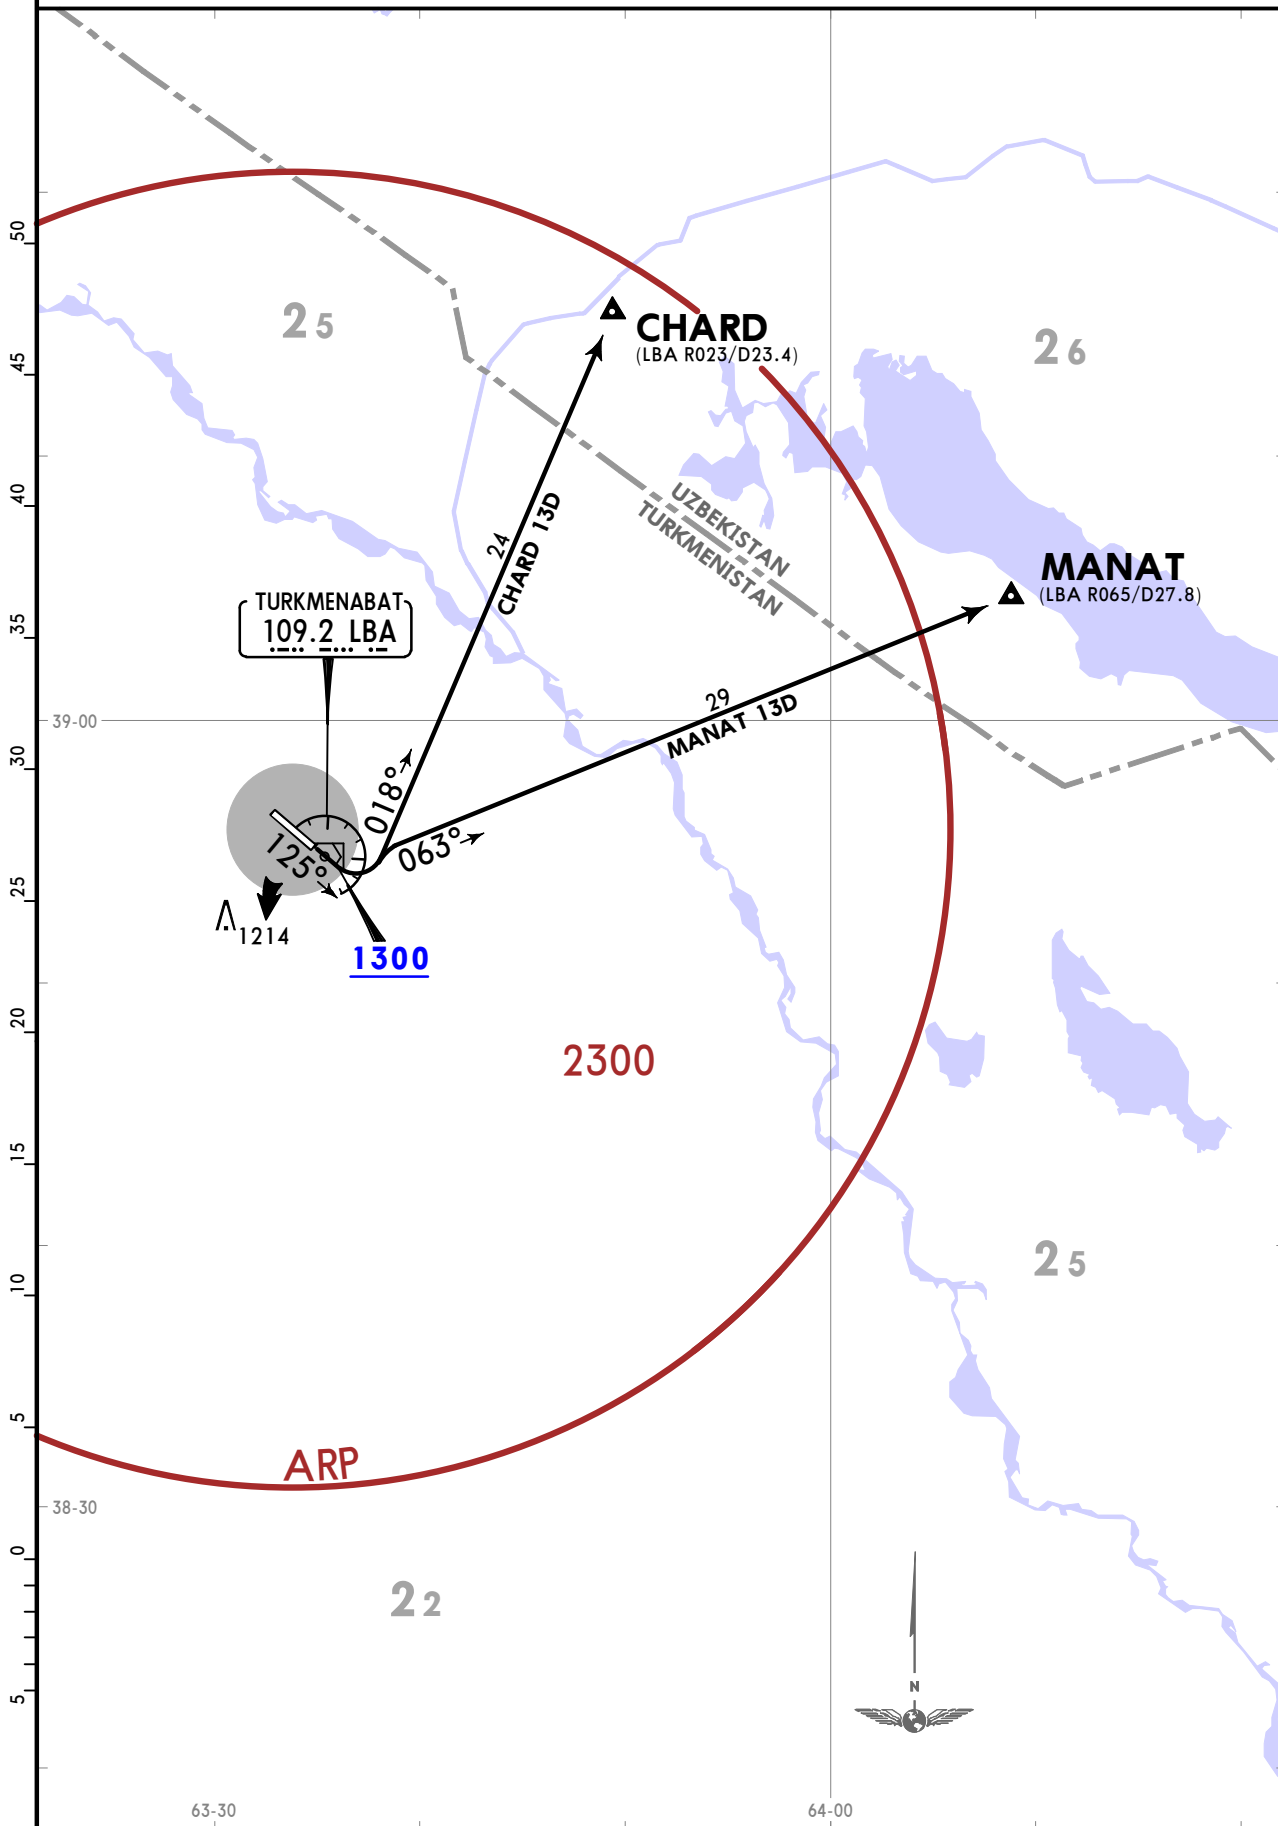 50
45
40
35
30
25
20
15
10
5
0
5
25
CHARD
(LBA R023/D23.4)
26
UZBEKISTAN
TURKMENISTAN
24
CHARD 13D
MANAT
(LBA R065/D27.8)
TURKMENABAT
109.2 LBA
29
MANAT 13D
39-00
018°
063°
125°
1214
1300
2300
25
ARP
38-30
22
N
63-30
64-00